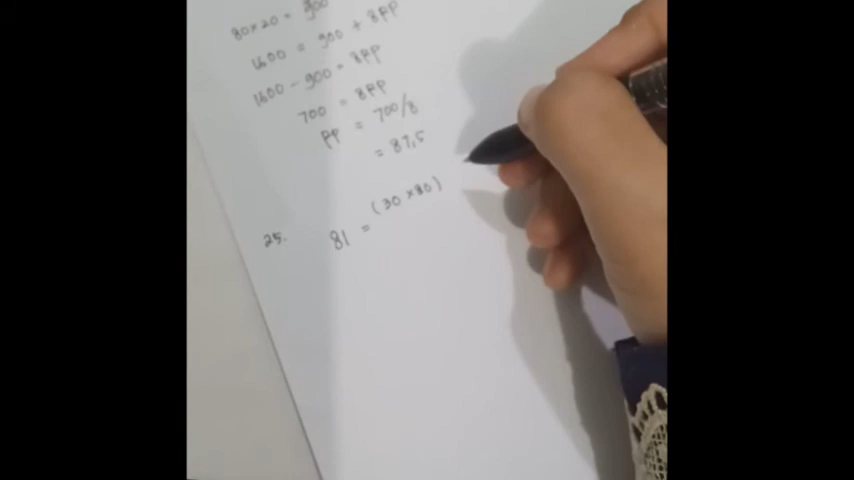 80 x 20 = 900
1600 = 900 + 8PP
1600 - 900 = 8PP
700 = 8PP
PP = 700/8
= 87,5
25. 81 = (30 x 80)